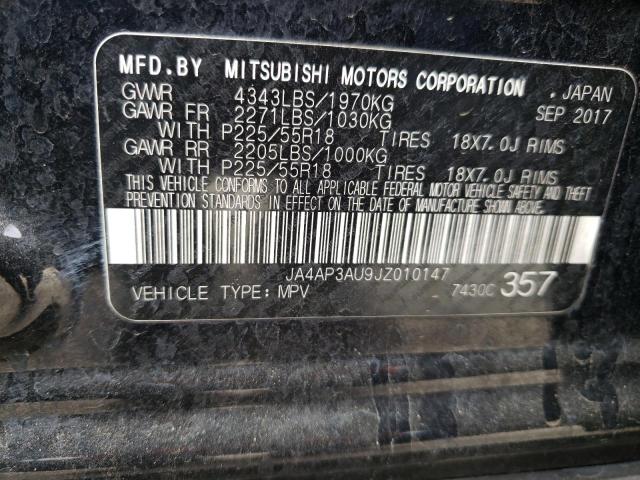 MFD.BY MITSUBISHI MOTORS CORPORATION . JAPAN
GVWR 4343LBS/1970KG SEP 2017
GAWR FR 2271LBS/1030KG
WITH P225/55R18 TIRES 18X7.0J RIMS
GAWR RR 2205LBS/1000KG
WITH P225/55R18 TIRES 18X7.0J RIMS
THIS VEHICLE CONFORMS TO ALL APPLICABLE FEDERAL MOTOR VEHICLE SAFETY AND THEFT
PREVENTION STANDARDS IN EFFECT ON THE DATE OF MANUFACTURE SHOWN ABOVE.
JA4AP3AU9JZ010147
VEHICLE TYPE: MPV 7430C 357